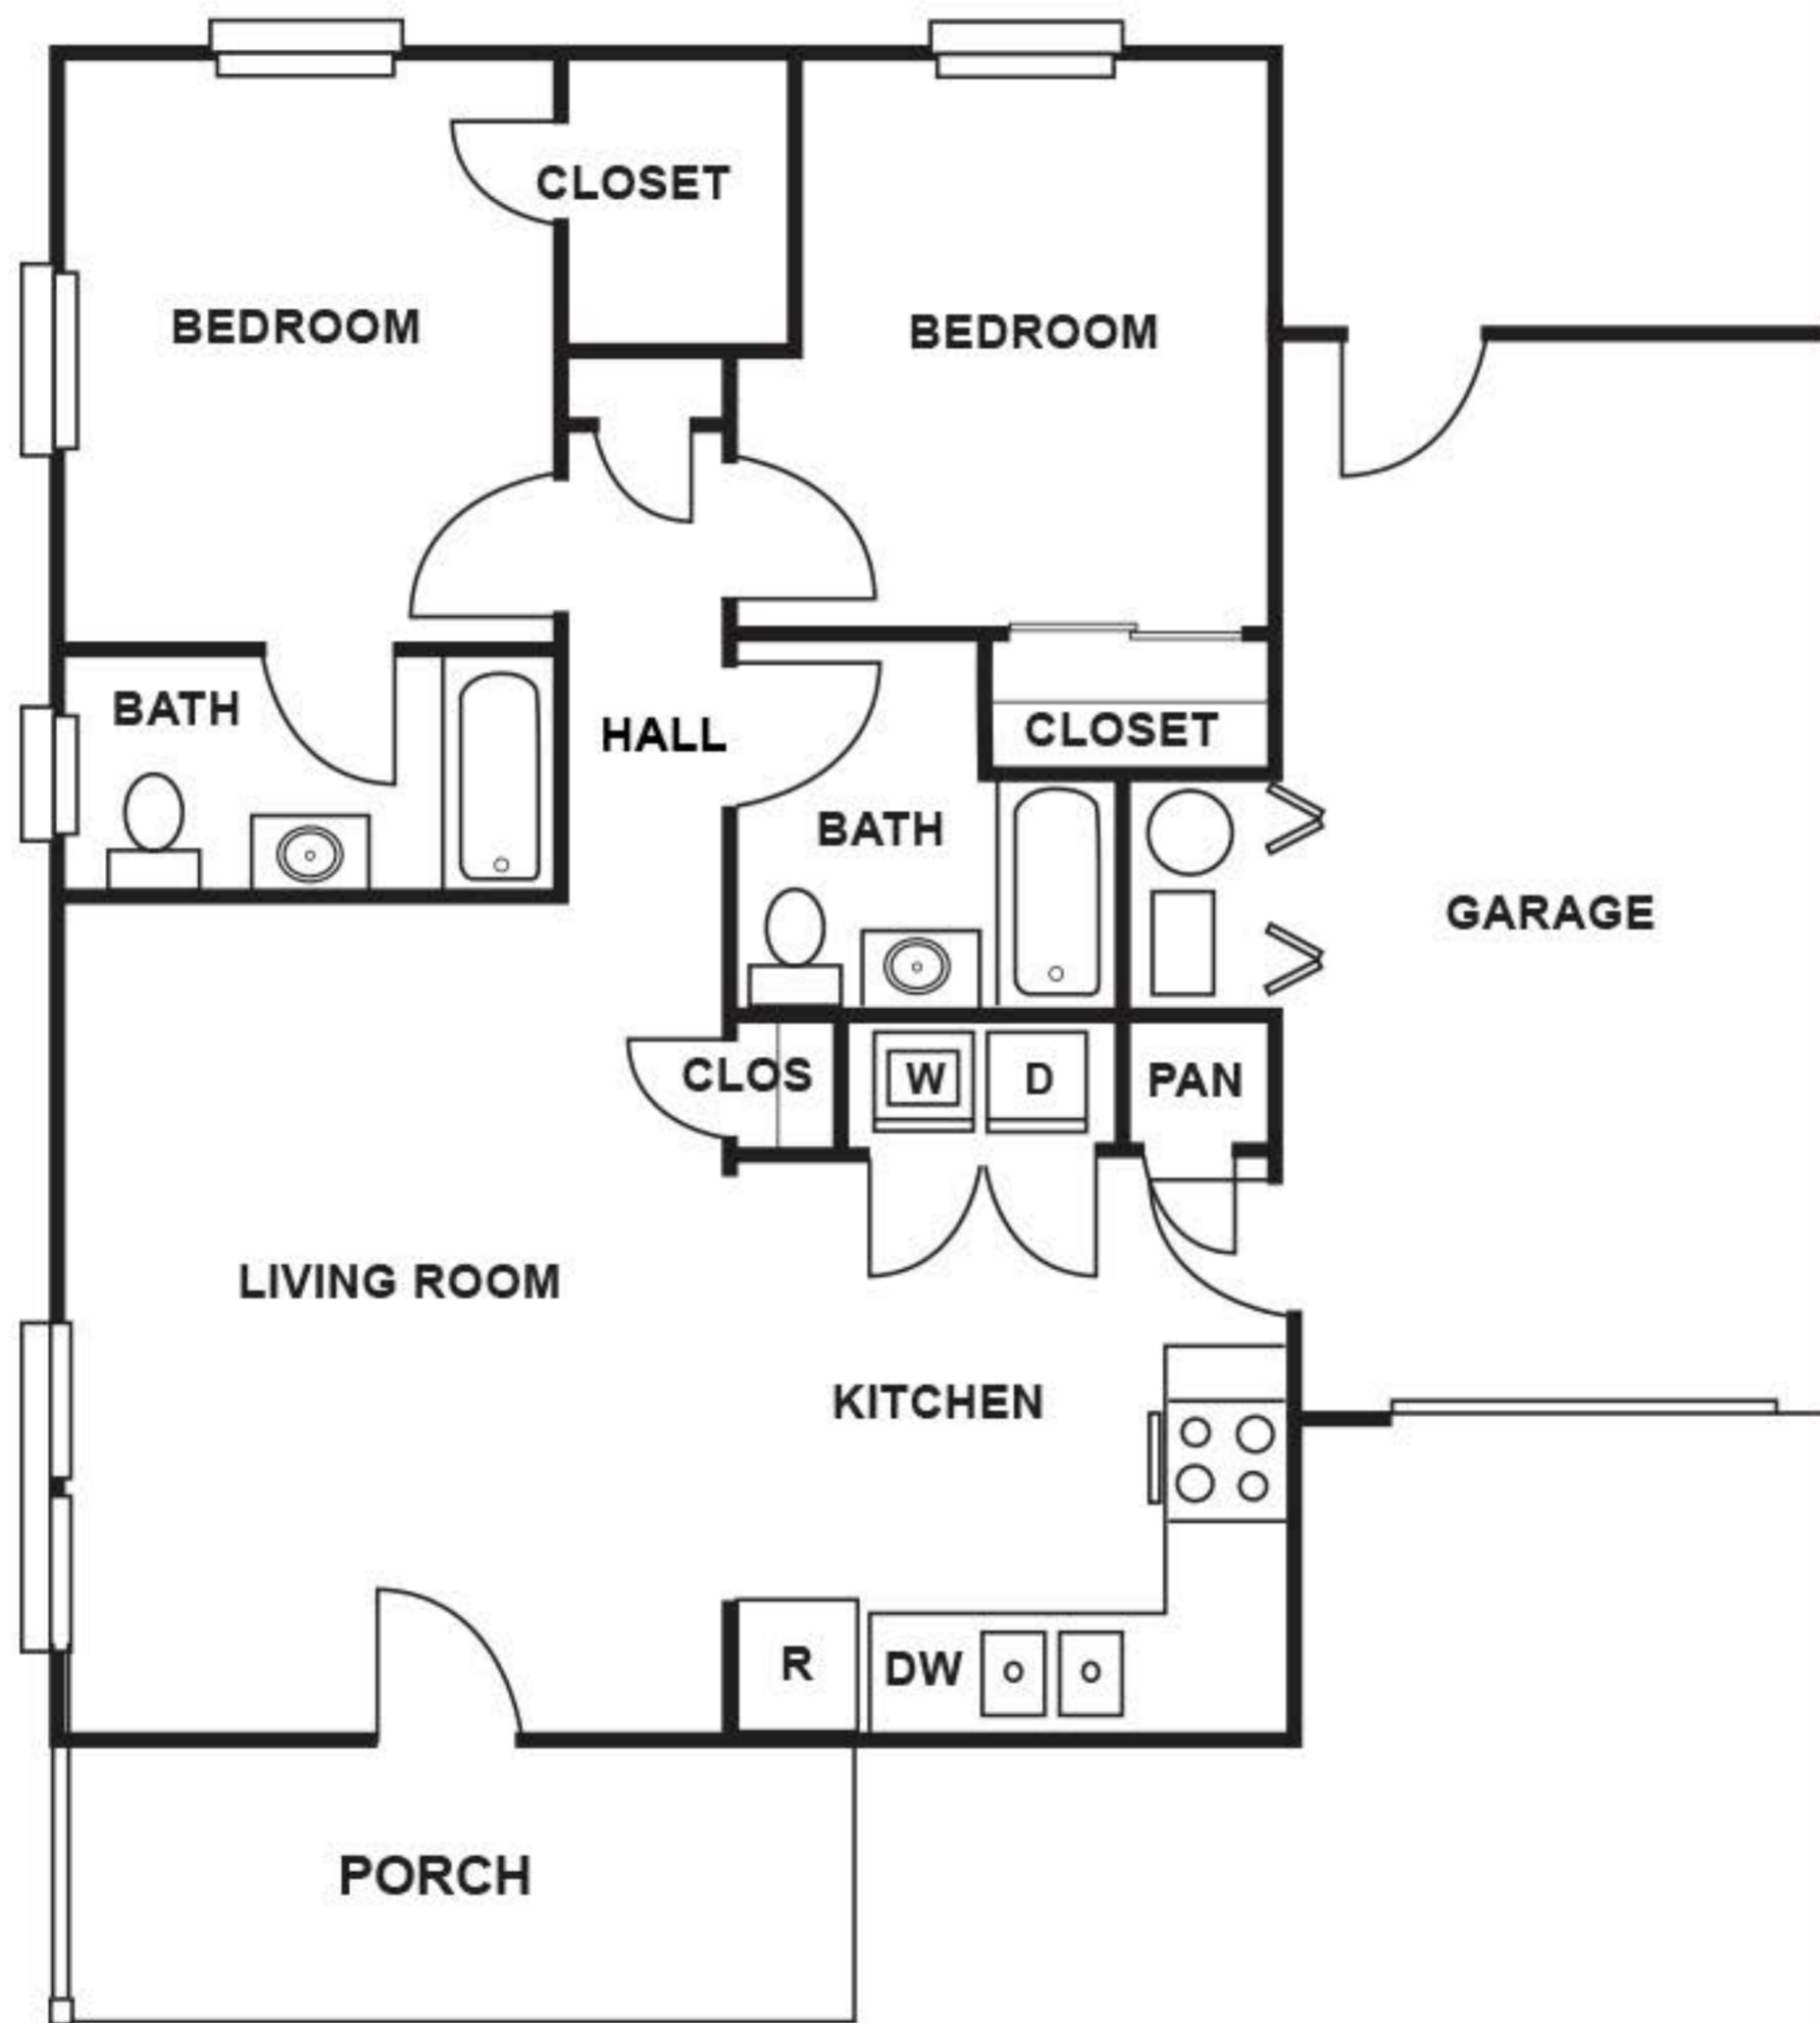 CLOSET
BEDROOM
BEDROOM
BATH
HALL
CLOSET
BATH
GARAGE
CLOS
W
D
PAN
LIVING ROOM
KITCHEN
R
DW
PORCH